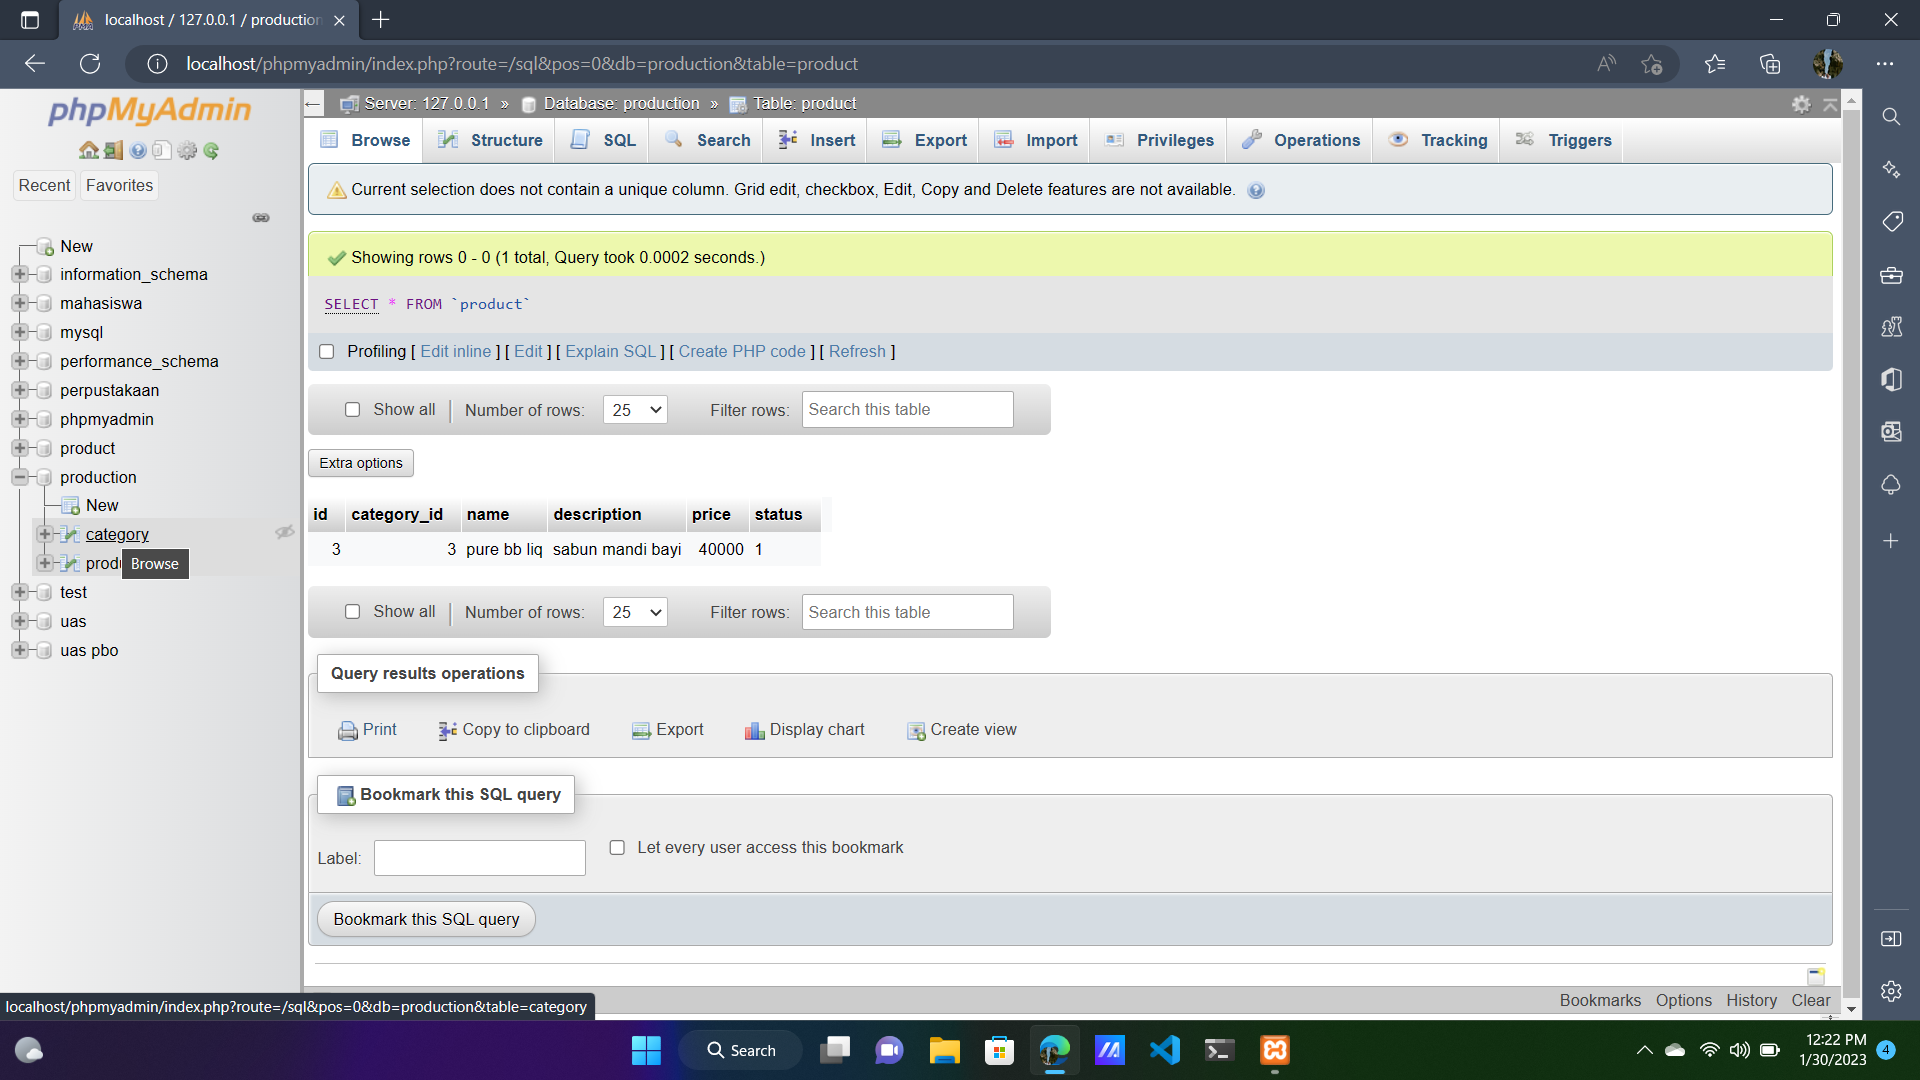 localhost / 127.0.0.1 / production
localhost/phpmyadmin/index.php?route=/sql&pos=0&db=production&table=product
phpMyAdmin
Recent
Favorites
New
information_schema
mahasiswa
mysql
performance_schema
perpustakaan
phpmyadmin
product
production
New
category
produ
Browse
test
uas
uas pbo
Server: 127.0.0.1 » Database: production » Table: product
Browse
Structure
SQL
Search
Insert
Export
Import
Privileges
Operations
Tracking
Triggers
Current selection does not contain a unique column. Grid edit, checkbox, Edit, Copy and Delete features are not available.
Showing rows 0 - 0 (1 total, Query took 0.0002 seconds.)
SELECT * FROM `product`
Profiling [ Edit inline ] [ Edit ] [ Explain SQL ] [ Create PHP code ] [ Refresh ]
Show all | Number of rows: 25 Filter rows: Search this table
Extra options
id category_id name description price status
3 3 pure bb liq sabun mandi bayi 40000 1
Show all | Number of rows: 25 Filter rows: Search this table
Query results operations
Print Copy to clipboard Export Display chart Create view
Bookmark this SQL query
Label: Let every user access this bookmark
Bookmark this SQL query
Bookmarks Options History Clear
localhost/phpmyadmin/index.php?route=/sql&pos=0&db=production&table=category
Search
12:22 PM
1/30/2023
4